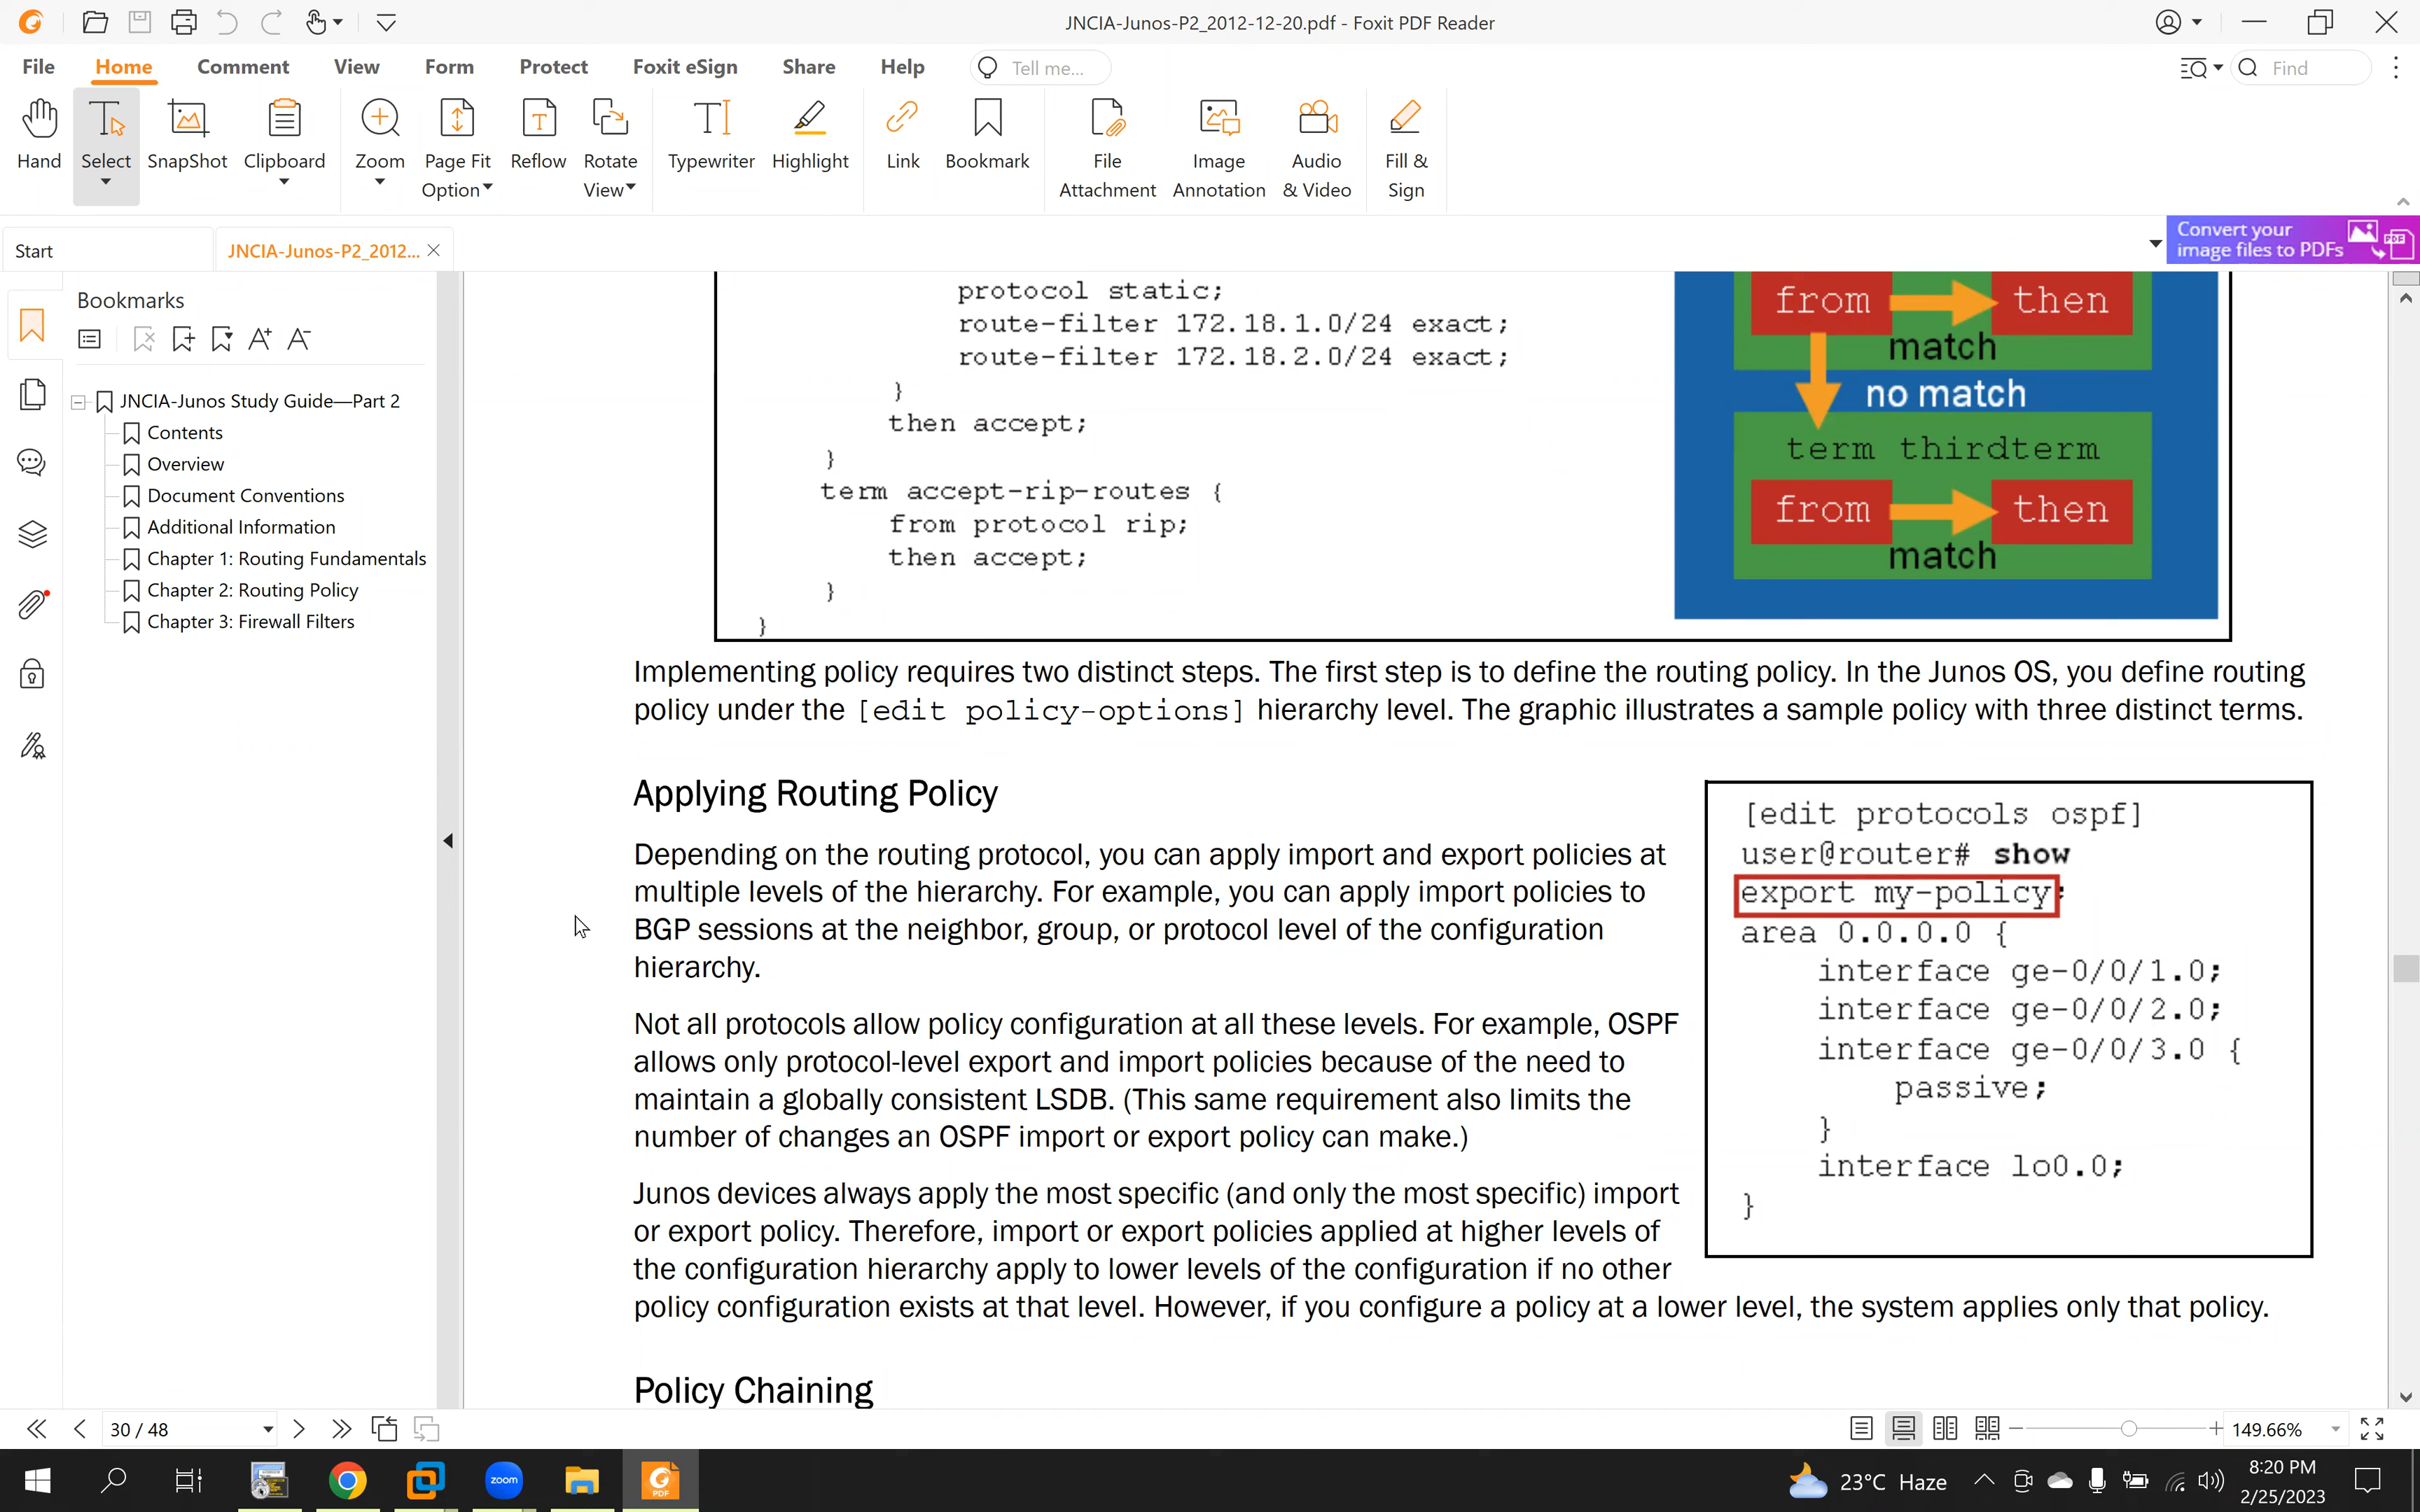 JNCIA-Junos-P2_2012-12-20.pdf - Foxit PDF Reader
File Home Comment View Form Protect Foxit eSign Share Help Tell me... Find
Hand Select SnapShot Clipboard Zoom Page Fit Option Reflow Rotate View Typewriter Highlight Link Bookmark File Attachment Image Annotation Audio & Video Fill & Sign
Start JNCIA-Junos-P2_2012...
Convert your
image files to PDFs
Bookmarks
JNCIA-Junos Study Guide—Part 2
Contents
Overview
Document Conventions
Additional Information
Chapter 1: Routing Fundamentals
Chapter 2: Routing Policy
Chapter 3: Firewall Filters
protocol static;
route-filter 172.18.1.0/24 exact;
route-filter 172.18.2.0/24 exact;
}
then accept;
}
term accept-rip-routes {
from protocol rip;
then accept;
}
}
from then
match
no match
term thirdterm
from then
match
Implementing policy requires two distinct steps. The first step is to define the routing policy. In the Junos OS, you define routing
policy under the [edit policy-options] hierarchy level. The graphic illustrates a sample policy with three distinct terms.
Applying Routing Policy
Depending on the routing protocol, you can apply import and export policies at
multiple levels of the hierarchy. For example, you can apply import policies to
BGP sessions at the neighbor, group, or protocol level of the configuration
hierarchy.
Not all protocols allow policy configuration at all these levels. For example, OSPF
allows only protocol-level export and import policies because of the need to
maintain a globally consistent LSDB. (This same requirement also limits the
number of changes an OSPF import or export policy can make.)
Junos devices always apply the most specific (and only the most specific) import
or export policy. Therefore, import or export policies applied at higher levels of
the configuration hierarchy apply to lower levels of the configuration if no other
policy configuration exists at that level. However, if you configure a policy at a lower level, the system applies only that policy.
[edit protocols ospf]
user@router# show
export my-policy;
area 0.0.0.0 {
interface ge-0/0/1.0;
interface ge-0/0/2.0;
interface ge-0/0/3.0 {
passive;
}
interface lo0.0;
}
Policy Chaining
30 / 48
149.66%
zoom
PDF
23°C Haze
8:20 PM
2/25/2023